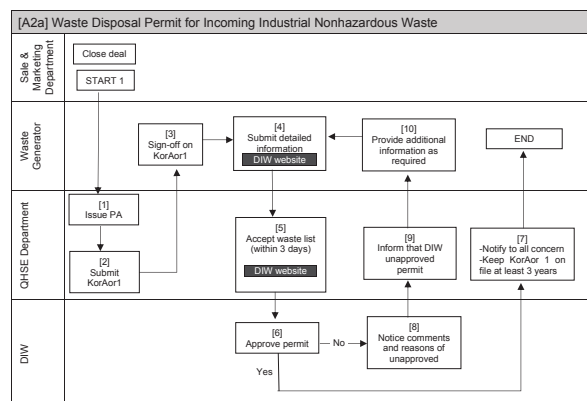 [A2a] Waste Disposal Permit for Incoming Industrial Nonhazardous Waste
Sale &
Marketing
Department
Close deal
START 1
Waste
Generator
[3]
Sign-off on
KorAor1
[4]
Submit detailed
information
DIW website
[10]
Provide additional
information as
required
END
QHSE Department
[1]
Issue PA
[2]
Submit
KorAor1
[5]
Accept waste list
(within 3 days)
DIW website
[9]
Inform that DIW
unapproved
permit
[7]
-Notify to all concern
-Keep KorAor 1 on
file at least 3 years
DIW
[6]
Approve permit
No
[8]
Notice comments
and reasons of
unapproved
Yes